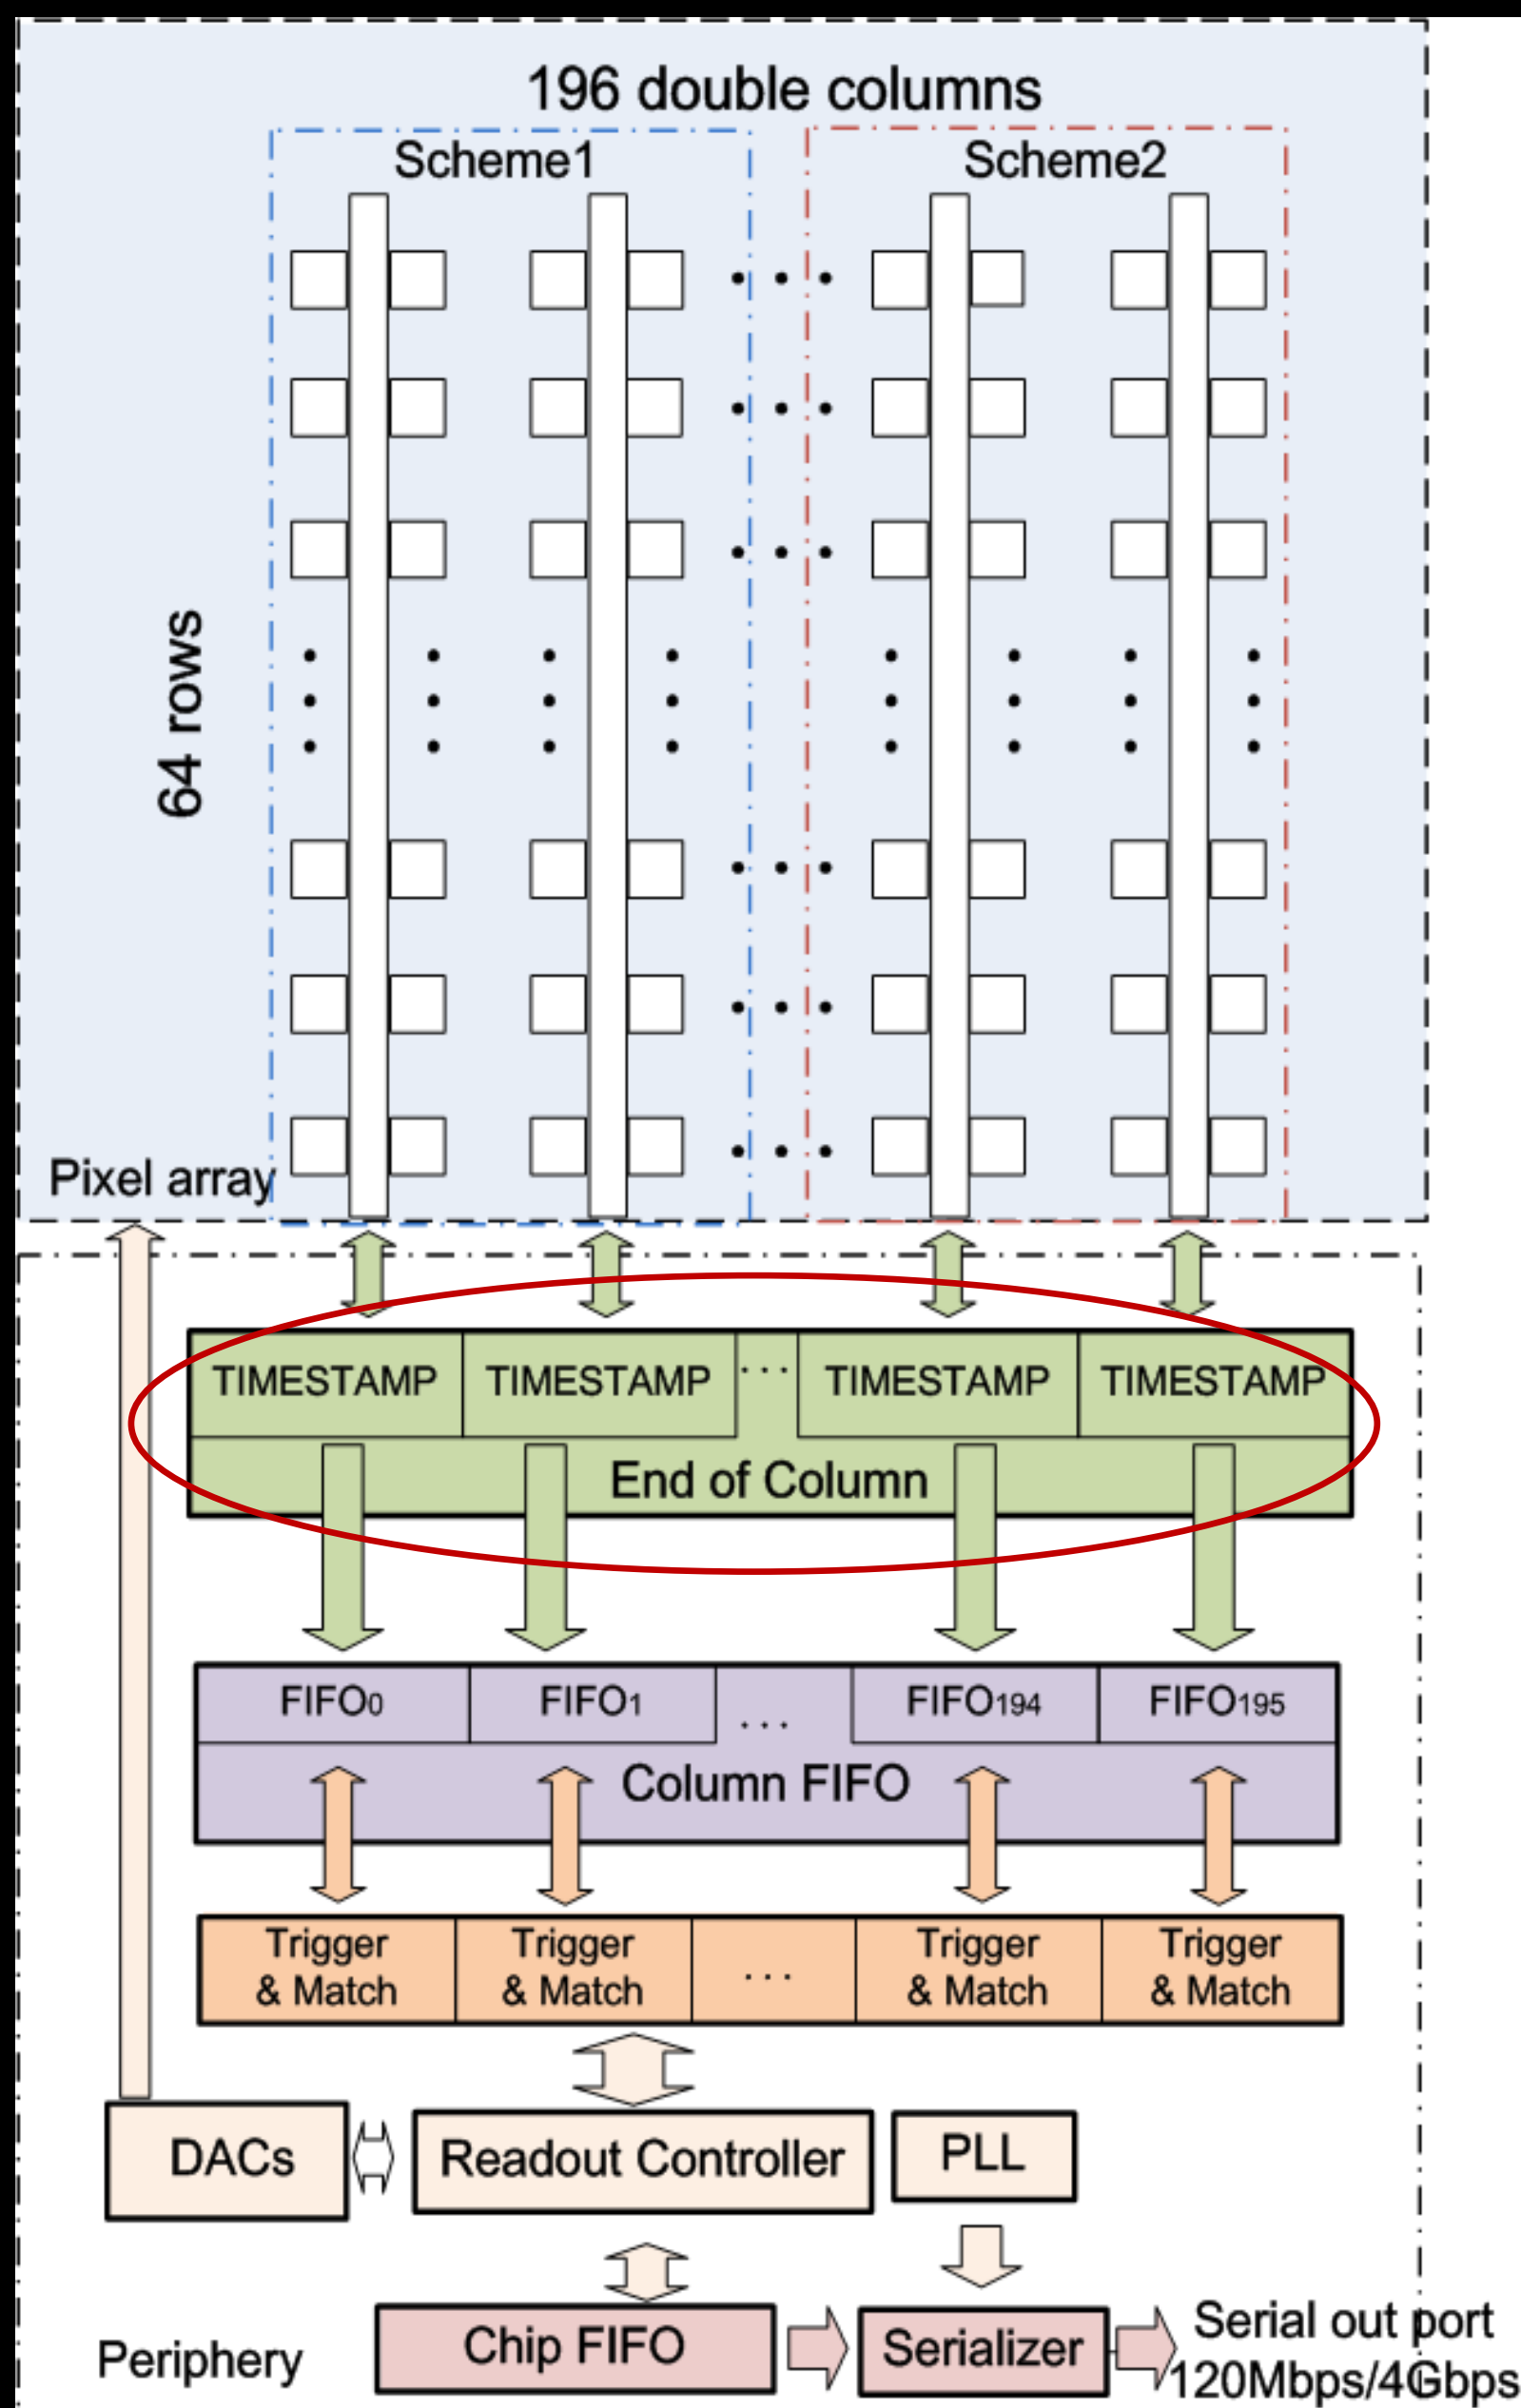 196 double columns
Scheme1 Scheme2
64 rows
Pixel array
TIMESTAMP TIMESTAMP ... TIMESTAMP TIMESTAMP
End of Column
FIFO0 FIFO1 ... FIFO194 FIFO195
Column FIFO
Trigger & Match Trigger & Match ... Trigger & Match Trigger & Match
DACs Readout Controller PLL
Chip FIFO Serializer Serial out port
Periphery 120Mbps/4Gbps